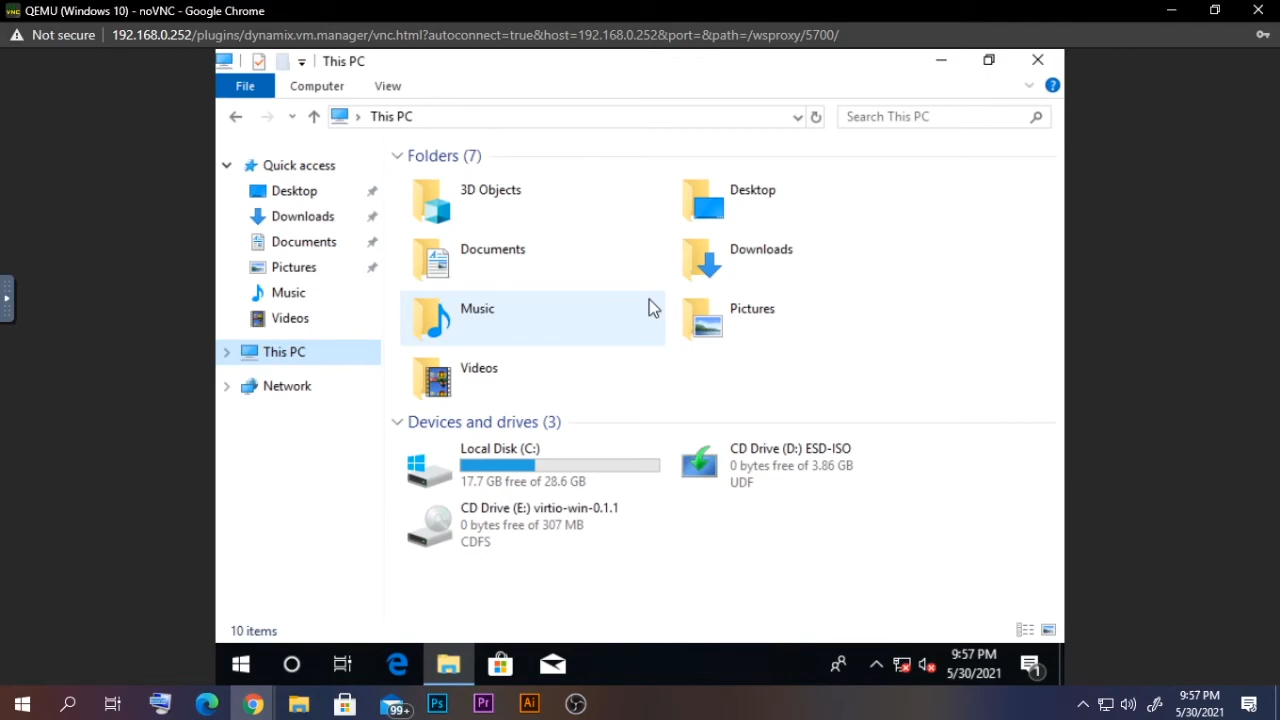 QEMU (Windows 10) - noVNC - Google Chrome
Not secure 192.168.0.252/plugins/dynamix.vm.manager/vnc.html?autoconnect=true&host=192.168.0.252&port=&path=/wsproxy/5700/
This PC
File Computer View
This PC
Search This PC
Quick access
Desktop
Downloads
Documents
Pictures
Music
Videos
This PC
Network
Folders (7)
3D Objects
Desktop
Documents
Downloads
Music
Pictures
Videos
Devices and drives (3)
Local Disk (C:)
17.7 GB free of 28.6 GB
CD Drive (D:) ESD-ISO
0 bytes free of 3.86 GB
UDF
CD Drive (E:) virtio-win-0.1.1
0 bytes free of 307 MB
CDFS
10 items
9:57 PM
5/30/2021
1
99+
Ps
Pr
Ai
9:57 PM
5/30/2021